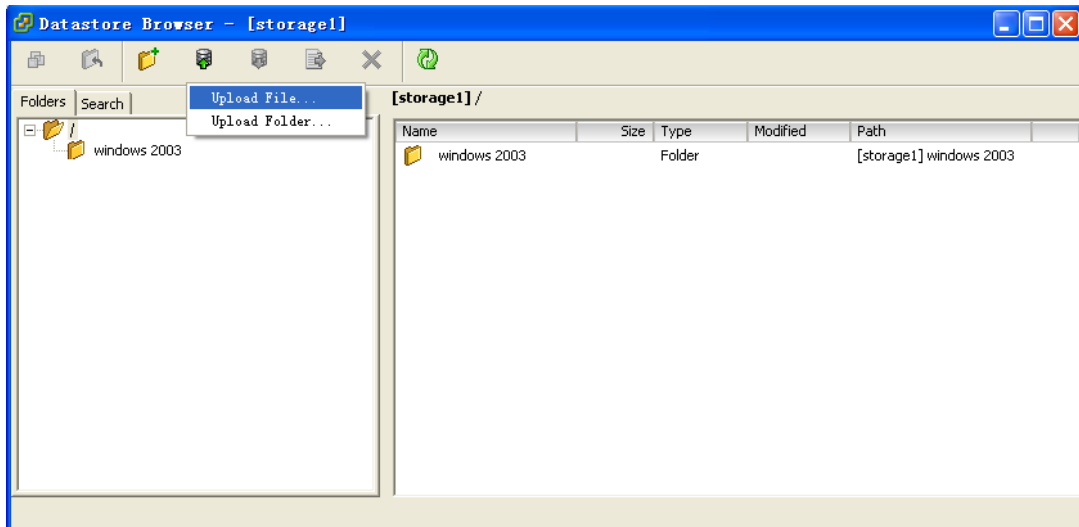 Datastore Browser - [storage1]
Folders Search
Upload File...
Upload Folder...
[storage1] /
/
windows 2003
Name Size Type Modified Path
windows 2003 Folder [storage1] windows 2003